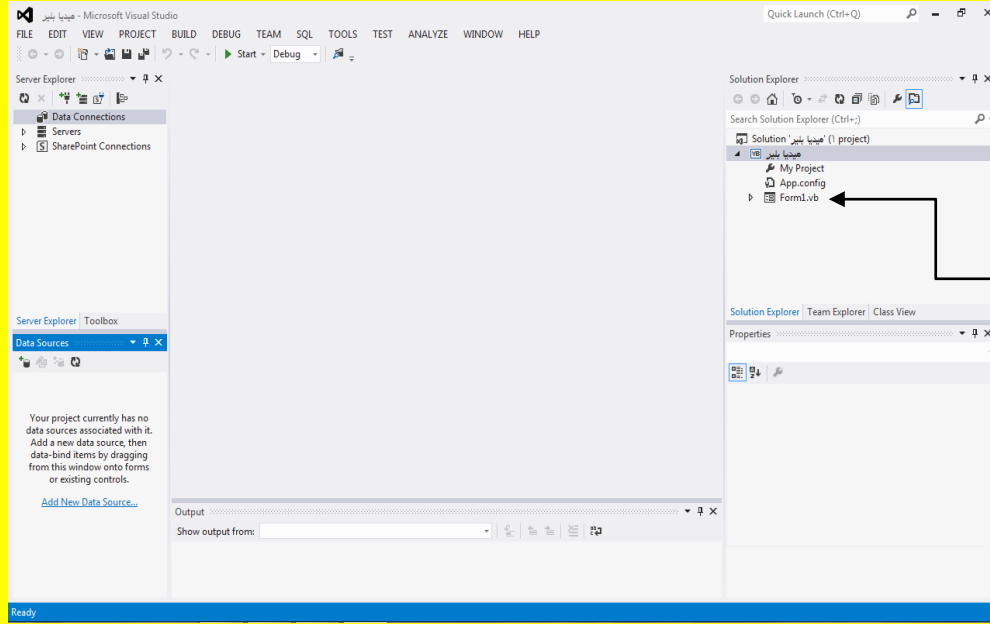 ميديا بلير - Microsoft Visual Studio
Quick Launch (Ctrl+Q)
FILE EDIT VIEW PROJECT BUILD DEBUG TEAM SQL TOOLS TEST ANALYZE WINDOW HELP
Start Debug
Server Explorer
Data Connections
Servers
SharePoint Connections
Server Explorer Toolbox
Data Sources
Your project currently has no
data sources associated with it.
Add a new data source, then
data-bind items by dragging
from this window onto forms
or existing controls.
Add New Data Source...
Output
Show output from:
Solution Explorer
Search Solution Explorer (Ctrl+;)
Solution 'ميديا بلير' (١ project)
ميديا بلير
My Project
App.config
Form1.vb
Solution Explorer Team Explorer Class View
Properties
Ready